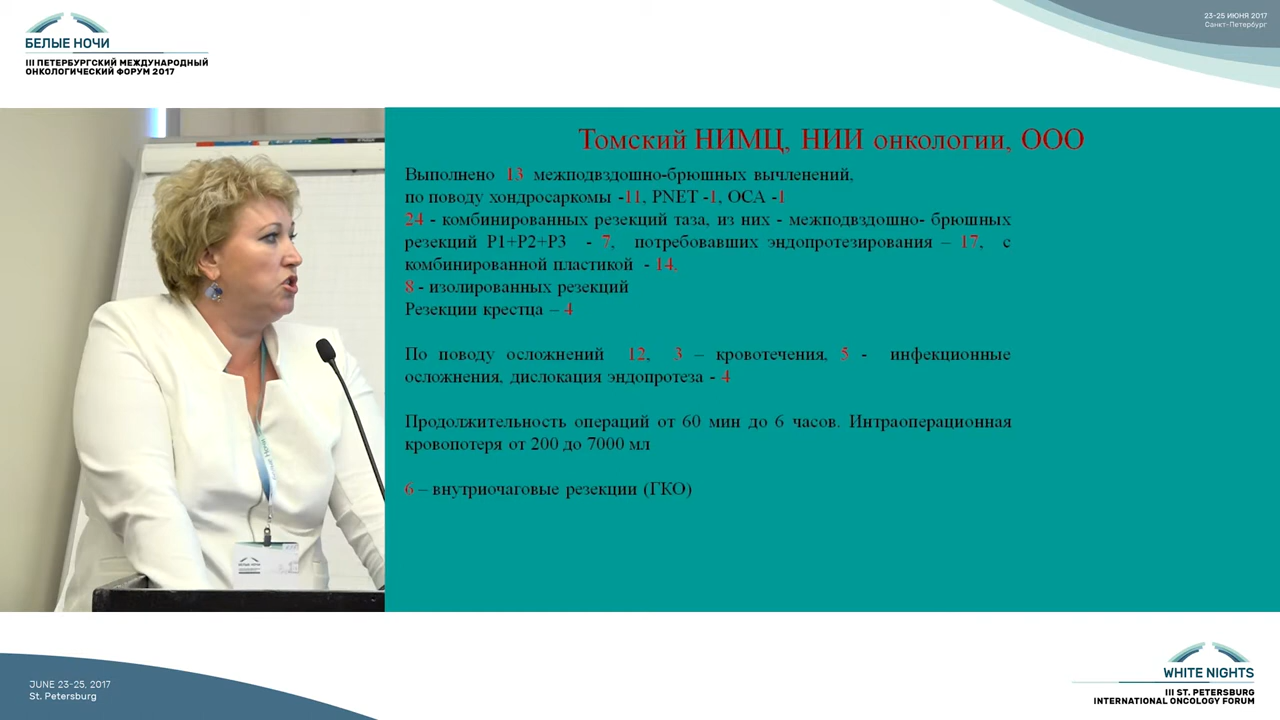 БЕЛЫЕ НОЧИ
III ПЕТЕРБУРГСКИЙ МЕЖДУНАРОДНЫЙ
ОНКОЛОГИЧЕСКИЙ ФОРУМ 2017
23-25 ИЮНЯ 2017
Санкт-Петербург
Томский НИМЦ, НИИ онкологии, ООО
Выполнено 13 межподвздошно-брюшных вычленений,
по поводу хондросаркомы -11, PNET -1, ОСА -1
24 - комбинированных резекций таза, из них - межподвздошно- брюшных
резекций P1+P2+P3 - 7, потребовавших эндопротезирования – 17, с
комбинированной пластикой - 14.
8 - изолированных резекций
Резекции крестца – 4
По поводу осложнений 12, 3 – кровотечения, 5 - инфекционные
осложнения, дислокация эндопротеза - 4
Продолжительность операций от 60 мин до 6 часов. Интраоперационная
кровопотеря от 200 до 7000 мл
6 – внутриочаговые резекции (ГКО)
БЕЛЫЕ НОЧИ
JUNE 23-25, 2017
St. Petersburg
WHITE NIGHTS
III ST. PETERSBURG
INTERNATIONAL ONCOLOGY FORUM